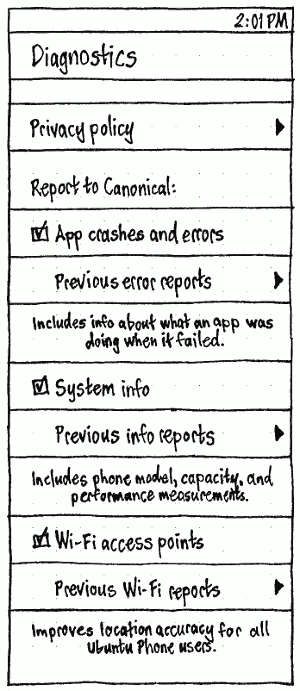 2:01 PM
Diagnostics
Privacy policy
Report to Canonical:
App crashes and errors
Previous error reports
Includes info about what an app was
doing when it failed.
System info
Previous info reports
Includes phone model, capacity, and
performance measurements.
Wi-Fi access points
Previous Wi-Fi reports
Improves location accuracy for all
Ubuntu Phone users.